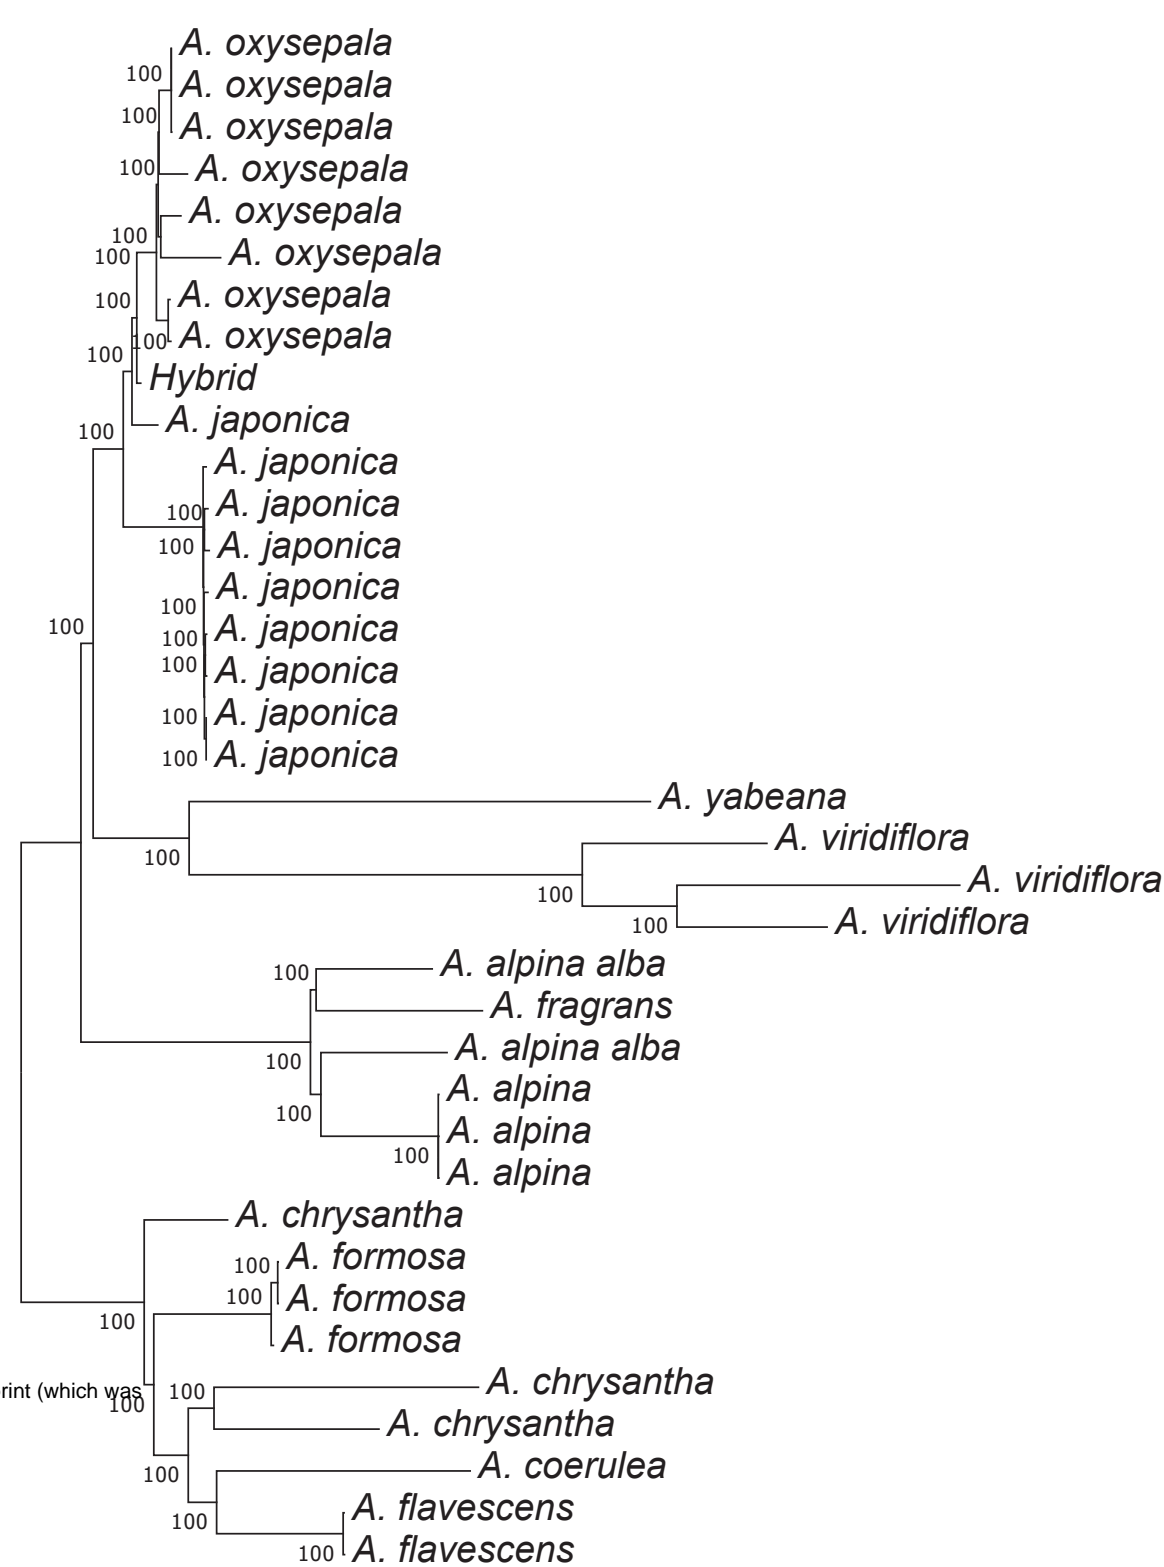 A. oxysepala
100
A. oxysepala
100
A. oxysepala
100
A. oxysepala
A. oxysepala
100
100
A. oxysepala
100
A. oxysepala
100
A. oxysepala
100
Hybrid
A. japonica
100
A. japonica
A. japonica
100
A. japonica
100
A. japonica
100
A. japonica
100
100
A. japonica
100
A. japonica
100
A. japonica
100
A. yabeana
A. viridiflora
100
A. viridiflora
100
A. viridiflora
100
A. alpina alba
100
A. fragrans
A. alpina alba
100
A. alpina
100
A. alpina
100
A. alpina
A. chrysantha
A. formosa
100
100
A. formosa
100
A. formosa
A. chrysantha
100
rint (which was
100
A. chrysantha
A. coerulea
100
A. flavescens
100
A. flavescens
100